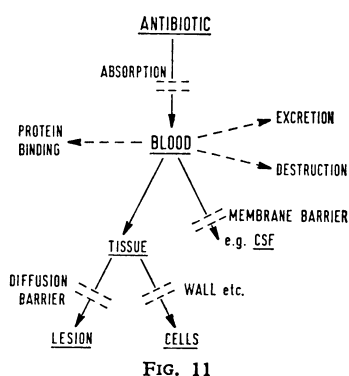 ANTIBIOTIC
ABSORPTION
PROTEIN
BINDING
BLOOD
EXCRETION
DESTRUCTION
MEMBRANE BARRIER
e.g. CSF
TISSUE
DIFFUSION
BARRIER
WALL etc.
LESION
CELLS
FIG. 11